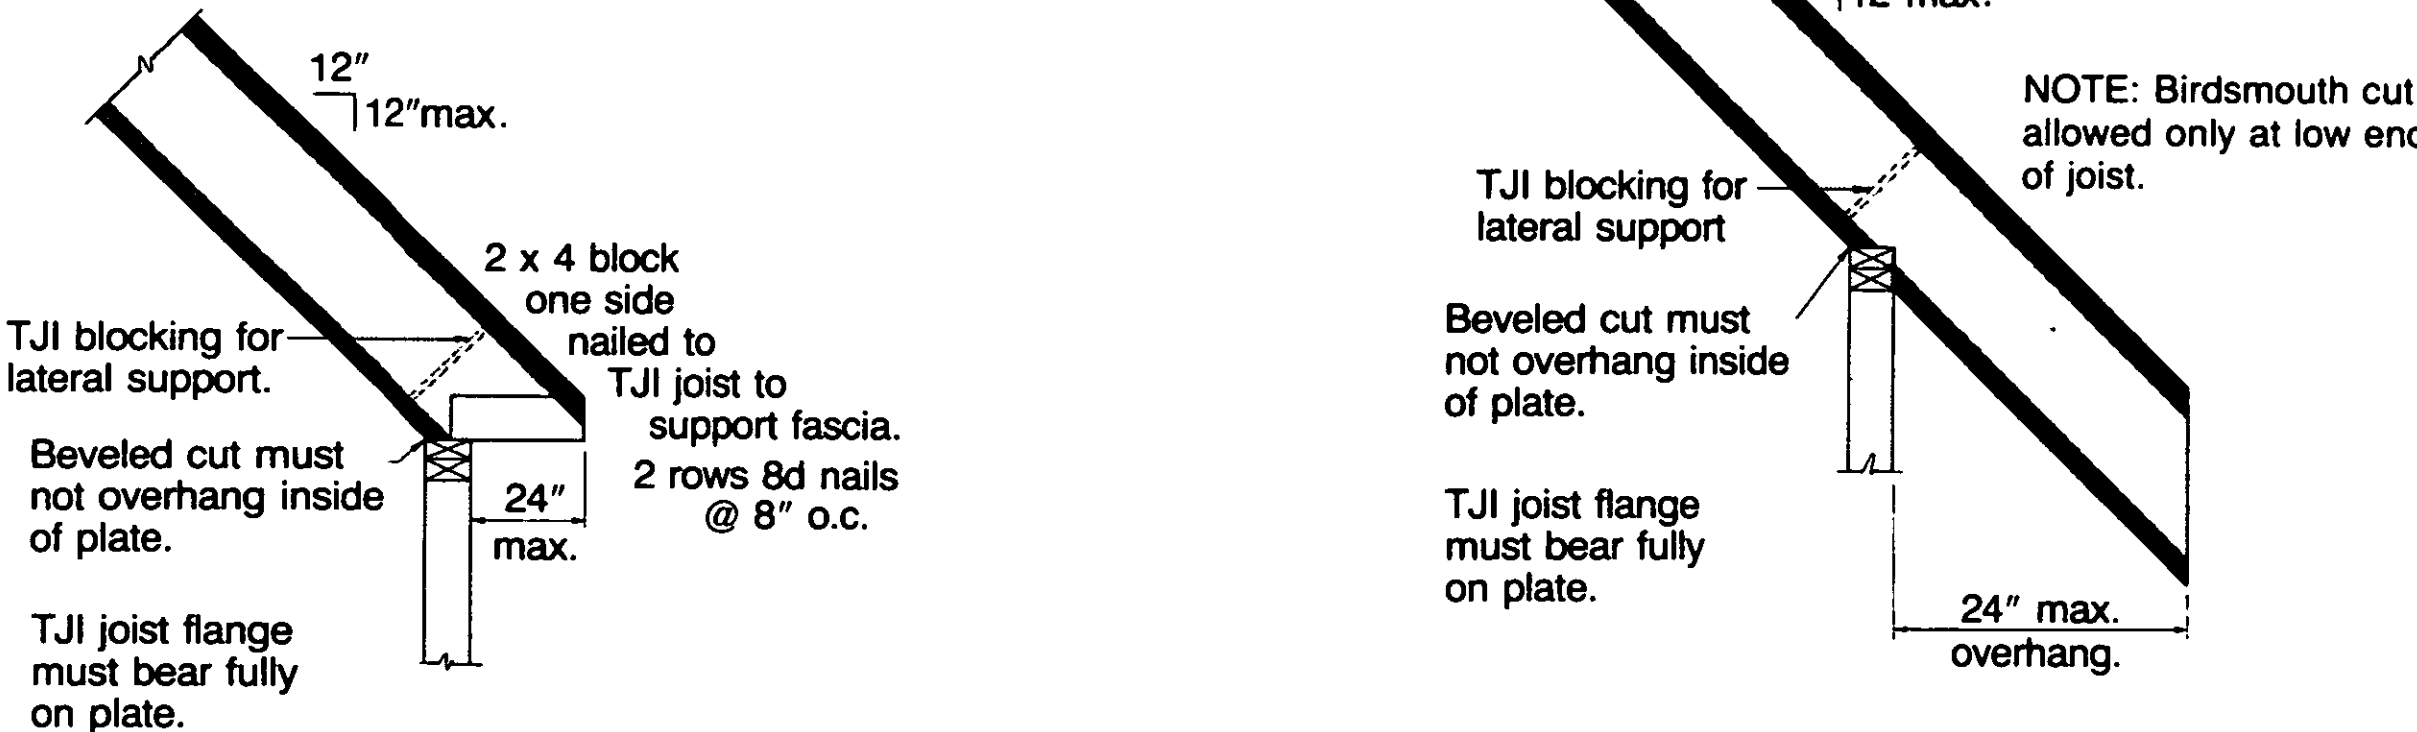 12"
12"max.
2 x 4 block
one side
nailed to
TJI joist to
support fascia.
2 rows 8d nails
@ 8" o.c.
TJI blocking for
lateral support.
Beveled cut must
not overhang inside
of plate.
24"
max.
TJI joist flange
must bear fully
on plate.
12 max.
NOTE: Birdsmouth cut
allowed only at low end
of joist.
TJI blocking for
lateral support
Beveled cut must
not overhang inside
of plate.
TJI joist flange
must bear fully
on plate.
24" max.
overhang.